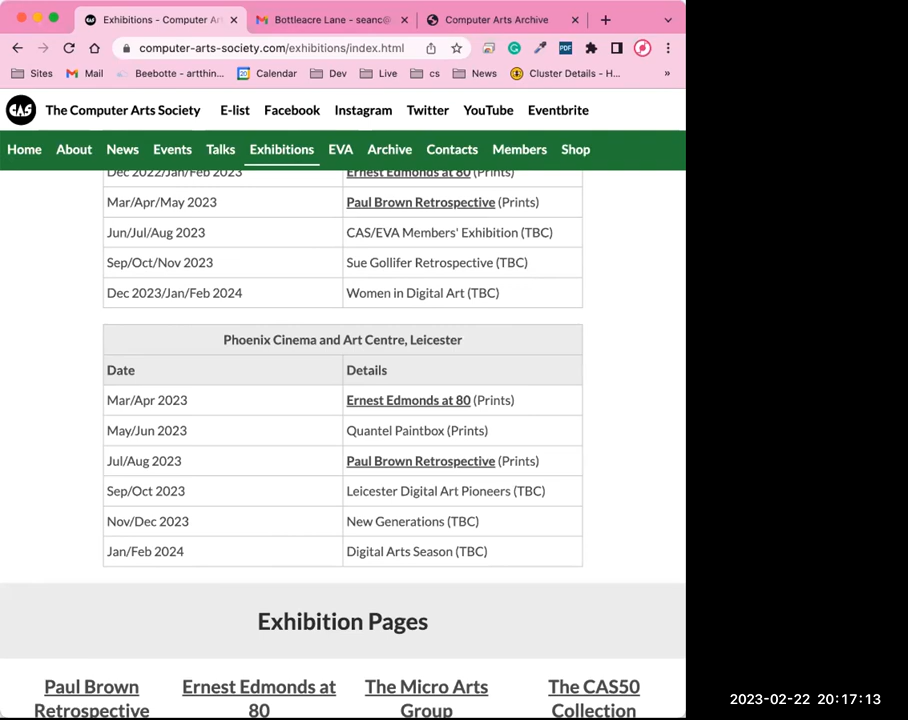 Exhibitions - Computer Ar
Bottleacre Lane - seanc@
Computer Arts Archive
computer-arts-society.com/exhibitions/index.html
Sites Mail Beebotte - artthin... Calendar Dev Live cs News Cluster Details - H... »
CAS The Computer Arts Society E-list Facebook Instagram Twitter YouTube Eventbrite
Home About News Events Talks Exhibitions EVA Archive Contacts Members Shop
Dec 2022/Jan/Feb 2023 Ernest Edmonds at 80 (Prints)
Mar/Apr/May 2023 Paul Brown Retrospective (Prints)
Jun/Jul/Aug 2023 CAS/EVA Members' Exhibition (TBC)
Sep/Oct/Nov 2023 Sue Gollifer Retrospective (TBC)
Dec 2023/Jan/Feb 2024 Women in Digital Art (TBC)
Phoenix Cinema and Art Centre, Leicester
Date Details
Mar/Apr 2023 Ernest Edmonds at 80 (Prints)
May/Jun 2023 Quantel Paintbox (Prints)
Jul/Aug 2023 Paul Brown Retrospective (Prints)
Sep/Oct 2023 Leicester Digital Art Pioneers (TBC)
Nov/Dec 2023 New Generations (TBC)
Jan/Feb 2024 Digital Arts Season (TBC)
Exhibition Pages
Paul Brown Ernest Edmonds at The Micro Arts The CAS50
Retrospective 80 Group Collection
2023-02-22 20:17:13